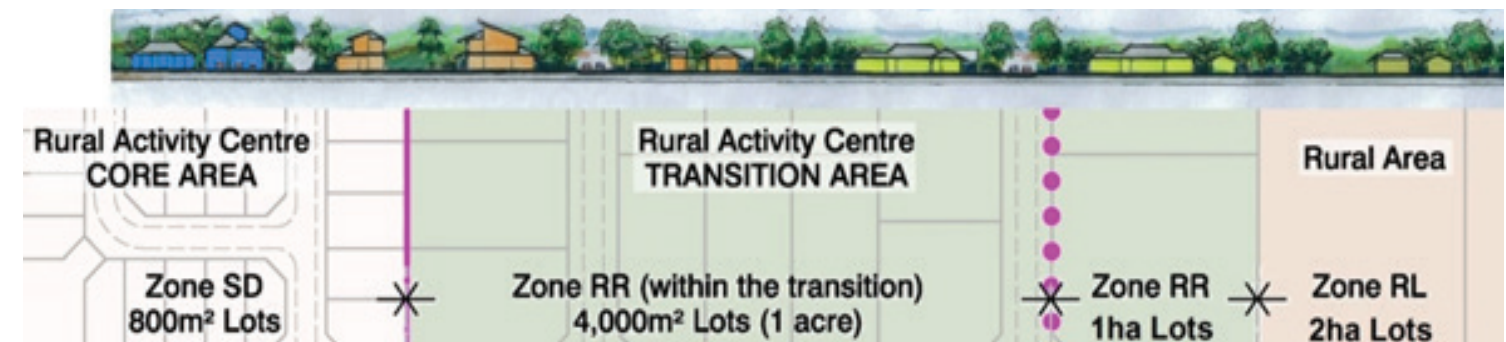 Rural Activity Centre
CORE AREA
Rural Activity Centre
TRANSITION AREA
Rural Area
Zone SD
800m² Lots
Zone RR (within the transition)
4,000m² Lots (1 acre)
Zone RR
1ha Lots
Zone RL
2ha Lots